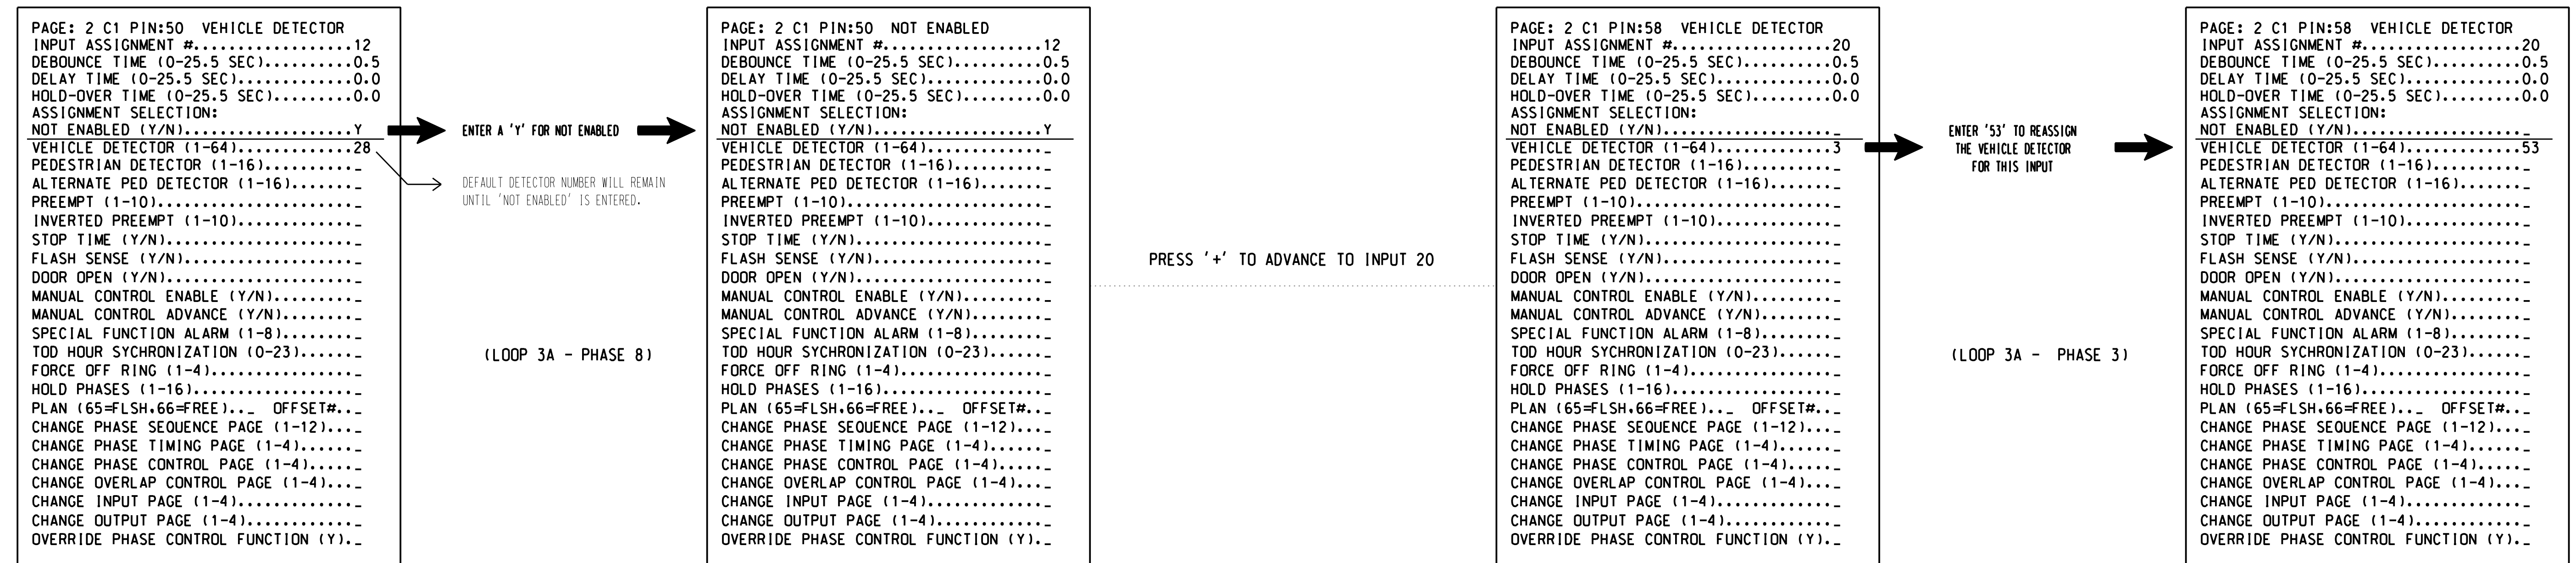 PAGE: 2 C1 PIN:50 VEHICLE DETECTOR
INPUT ASSIGNMENT #..................12
DEBOUNCE TIME (0-25.5 SEC)..........0.5
DELAY TIME (0-25.5 SEC).............0.0
HOLD-OVER TIME (0-25.5 SEC).........0.0
ASSIGNMENT SELECTION:
NOT ENABLED (Y/N)....................Y
VEHICLE DETECTOR (1-64)..............28
PEDESTRIAN DETECTOR (1-16)..........._
ALTERNATE PED DETECTOR (1-16)......._
PREEMPT (1-10)......................._
INVERTED PREEMPT (1-10).............._
STOP TIME (Y/N)......................_
FLASH SENSE (Y/N)...................._
DOOR OPEN (Y/N)......................_
MANUAL CONTROL ENABLE (Y/N)........._
MANUAL CONTROL ADVANCE (Y/N)........_
SPECIAL FUNCTION ALARM (1-8)........_
TOD HOUR SYCHRONIZATION (0-23)......_
FORCE OFF RING (1-4)................._
HOLD PHASES (1-16)..................._
PLAN (65=FLSH,66=FREE).._ OFFSET#.._
CHANGE PHASE SEQUENCE PAGE (1-12)..._
CHANGE PHASE TIMING PAGE (1-4)......_
CHANGE PHASE CONTROL PAGE (1-4)....._
CHANGE OVERLAP CONTROL PAGE (1-4)..._
CHANGE INPUT PAGE (1-4).............._
CHANGE OUTPUT PAGE (1-4)............_
OVERRIDE PHASE CONTROL FUNCTION (Y)._
ENTER A 'Y' FOR NOT ENABLED
DEFAULT DETECTOR NUMBER WILL REMAIN
UNTIL 'NOT ENABLED' IS ENTERED.
(LOOP 3A - PHASE 8)
PAGE: 2 C1 PIN:50 NOT ENABLED
INPUT ASSIGNMENT #..................12
DEBOUNCE TIME (0-25.5 SEC)..........0.5
DELAY TIME (0-25.5 SEC).............0.0
HOLD-OVER TIME (0-25.5 SEC).........0.0
ASSIGNMENT SELECTION:
NOT ENABLED (Y/N)....................Y
VEHICLE DETECTOR (1-64).............._
PEDESTRIAN DETECTOR (1-16)..........._
ALTERNATE PED DETECTOR (1-16)......._
PREEMPT (1-10)......................._
INVERTED PREEMPT (1-10).............._
STOP TIME (Y/N)......................_
FLASH SENSE (Y/N)...................._
DOOR OPEN (Y/N)......................_
MANUAL CONTROL ENABLE (Y/N)........._
MANUAL CONTROL ADVANCE (Y/N)........_
SPECIAL FUNCTION ALARM (1-8)........_
TOD HOUR SYCHRONIZATION (0-23)......_
FORCE OFF RING (1-4)................._
HOLD PHASES (1-16)..................._
PLAN (65=FLSH,66=FREE).._ OFFSET#.._
CHANGE PHASE SEQUENCE PAGE (1-12)..._
CHANGE PHASE TIMING PAGE (1-4)......_
CHANGE PHASE CONTROL PAGE (1-4)....._
CHANGE OVERLAP CONTROL PAGE (1-4)..._
CHANGE INPUT PAGE (1-4).............._
CHANGE OUTPUT PAGE (1-4)............_
OVERRIDE PHASE CONTROL FUNCTION (Y)._
PRESS '+' TO ADVANCE TO INPUT 20
PAGE: 2 C1 PIN:58 VEHICLE DETECTOR
INPUT ASSIGNMENT #..................20
DEBOUNCE TIME (0-25.5 SEC)..........0.5
DELAY TIME (0-25.5 SEC).............0.0
HOLD-OVER TIME (0-25.5 SEC).........0.0
ASSIGNMENT SELECTION:
NOT ENABLED (Y/N)...................._
VEHICLE DETECTOR (1-64)..............3
PEDESTRIAN DETECTOR (1-16)..........._
ALTERNATE PED DETECTOR (1-16)......._
PREEMPT (1-10)......................._
INVERTED PREEMPT (1-10).............._
STOP TIME (Y/N)......................_
FLASH SENSE (Y/N)...................._
DOOR OPEN (Y/N)......................_
MANUAL CONTROL ENABLE (Y/N)........._
MANUAL CONTROL ADVANCE (Y/N)........_
SPECIAL FUNCTION ALARM (1-8)........_
TOD HOUR SYCHRONIZATION (0-23)......_
FORCE OFF RING (1-4)................._
HOLD PHASES (1-16)..................._
PLAN (65=FLSH,66=FREE).._ OFFSET#.._
CHANGE PHASE SEQUENCE PAGE (1-12)..._
CHANGE PHASE TIMING PAGE (1-4)......_
CHANGE PHASE CONTROL PAGE (1-4)....._
CHANGE OVERLAP CONTROL PAGE (1-4)..._
CHANGE INPUT PAGE (1-4).............._
CHANGE OUTPUT PAGE (1-4)............_
OVERRIDE PHASE CONTROL FUNCTION (Y)._
ENTER '53' TO REASSIGN
THE VEHICLE DETECTOR
FOR THIS INPUT
(LOOP 3A - PHASE 3)
PAGE: 2 C1 PIN:58 VEHICLE DETECTOR
INPUT ASSIGNMENT #..................20
DEBOUNCE TIME (0-25.5 SEC)..........0.5
DELAY TIME (0-25.5 SEC).............0.0
HOLD-OVER TIME (0-25.5 SEC).........0.0
ASSIGNMENT SELECTION:
NOT ENABLED (Y/N)...................._
VEHICLE DETECTOR (1-64)..............53
PEDESTRIAN DETECTOR (1-16)..........._
ALTERNATE PED DETECTOR (1-16)......._
PREEMPT (1-10)......................._
INVERTED PREEMPT (1-10).............._
STOP TIME (Y/N)......................_
FLASH SENSE (Y/N)...................._
DOOR OPEN (Y/N)......................_
MANUAL CONTROL ENABLE (Y/N)........._
MANUAL CONTROL ADVANCE (Y/N)........_
SPECIAL FUNCTION ALARM (1-8)........_
TOD HOUR SYCHRONIZATION (0-23)......_
FORCE OFF RING (1-4)................._
HOLD PHASES (1-16)..................._
PLAN (65=FLSH,66=FREE).._ OFFSET#.._
CHANGE PHASE SEQUENCE PAGE (1-12)..._
CHANGE PHASE TIMING PAGE (1-4)......_
CHANGE PHASE CONTROL PAGE (1-4)....._
CHANGE OVERLAP CONTROL PAGE (1-4)..._
CHANGE INPUT PAGE (1-4).............._
CHANGE OUTPUT PAGE (1-4)............_
OVERRIDE PHASE CONTROL FUNCTION (Y)._